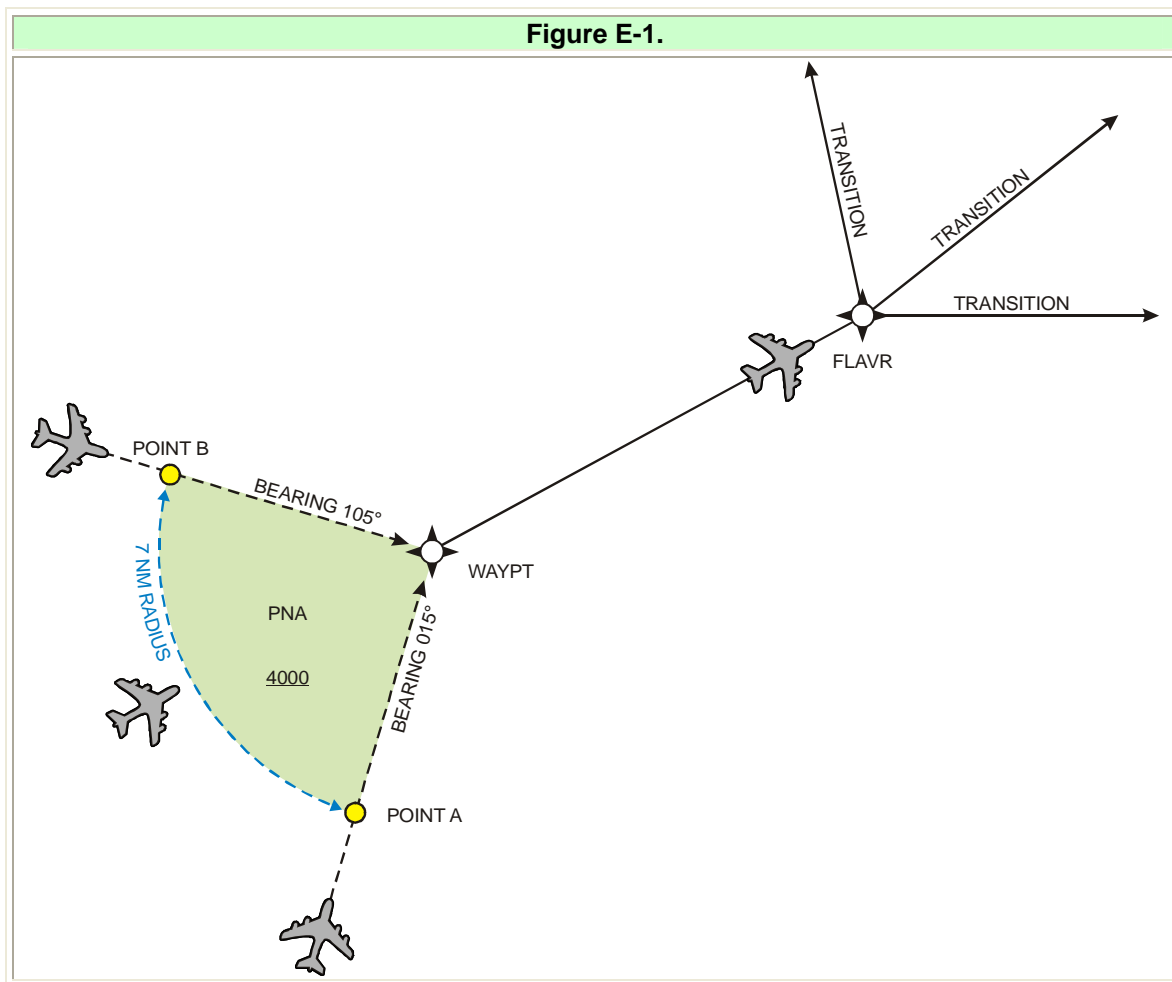 Figure E-1.
TRANSITION
TRANSITION
TRANSITION
FLAVR
POINT B
BEARING 105°
WAYPT
7 NM RADIUS
PNA
4000
BEARING 015°
POINT A